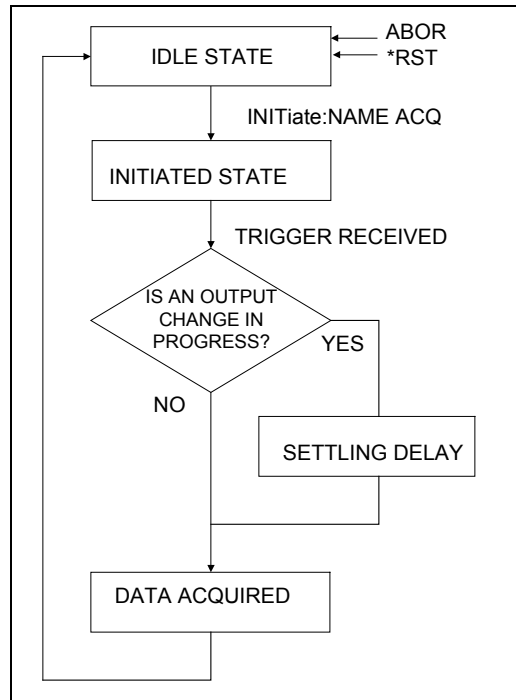 ABOR
IDLE STATE
*RST
INITiate:NAME ACQ
INITIATED STATE
TRIGGER RECEIVED
IS AN OUTPUT
CHANGE IN
PROGRESS?
YES
NO
SETTLING DELAY
DATA ACQUIRED